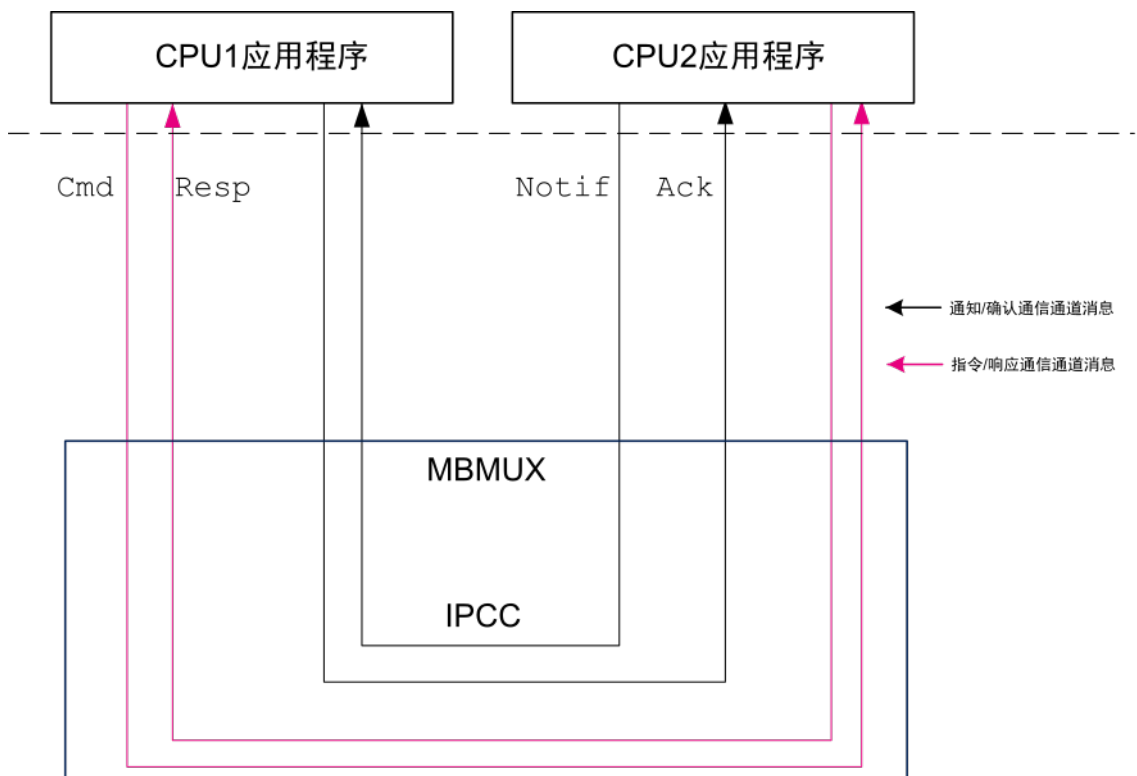 CPU1应用程序
CPU2应用程序
Cmd
Resp
Notif
Ack
通知/确认通信通道消息
指令/响应通信通道消息
MBMUX
IPCC